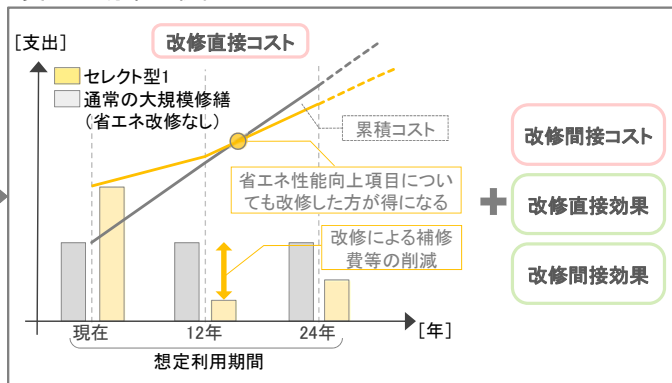 [支出]
改修直接コスト
セレクト型1
通常の大規模修繕
(省エネ改修なし)
累積コスト
省エネ性能向上項目につい
ても改修した方が得になる
改修による補修
費等の削減
現在
12年
24年
[年]
想定利用期間
+
改修間接コスト
改修直接効果
改修間接効果